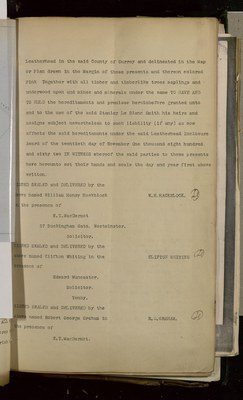 Leatherhead in the said County of Surrey and delineated in the Map
or Plan drawn in the Margin of these presents and thereon coloured
Pink Together with all timber and timberlike trees saplings and
underwood upon and mines and minerals under the same TO HAVE AND
TO HOLD the hereditaments and premises hereinbefore granted unto
and to the use of the said Stanley Le Blanc Smith his heirs and
assigns subject nevertheless to such liability (if any) as now
affects the said hereditaments under the said Leatherhead Inclosure
Award of the twentieth day of November One thousand eight hundred
and sixty two IN WITNESS whereof the said parties to these presents
have hereunto set their hands and seals the day and year first above
written.
SIGNED SEALED and DELIVERED by the
above named William Henry
in the presence of
Buckingham Gate, Westminster.
Solicitor.
SIGNED SEALED and DELIVERED by the
above named Clifton Whiting in the
CLIFTON WHITING.
presence of
Edward
Solicitor.
SIGNED SEALED and DELIVERED by the
above named Robert George in
the presence of